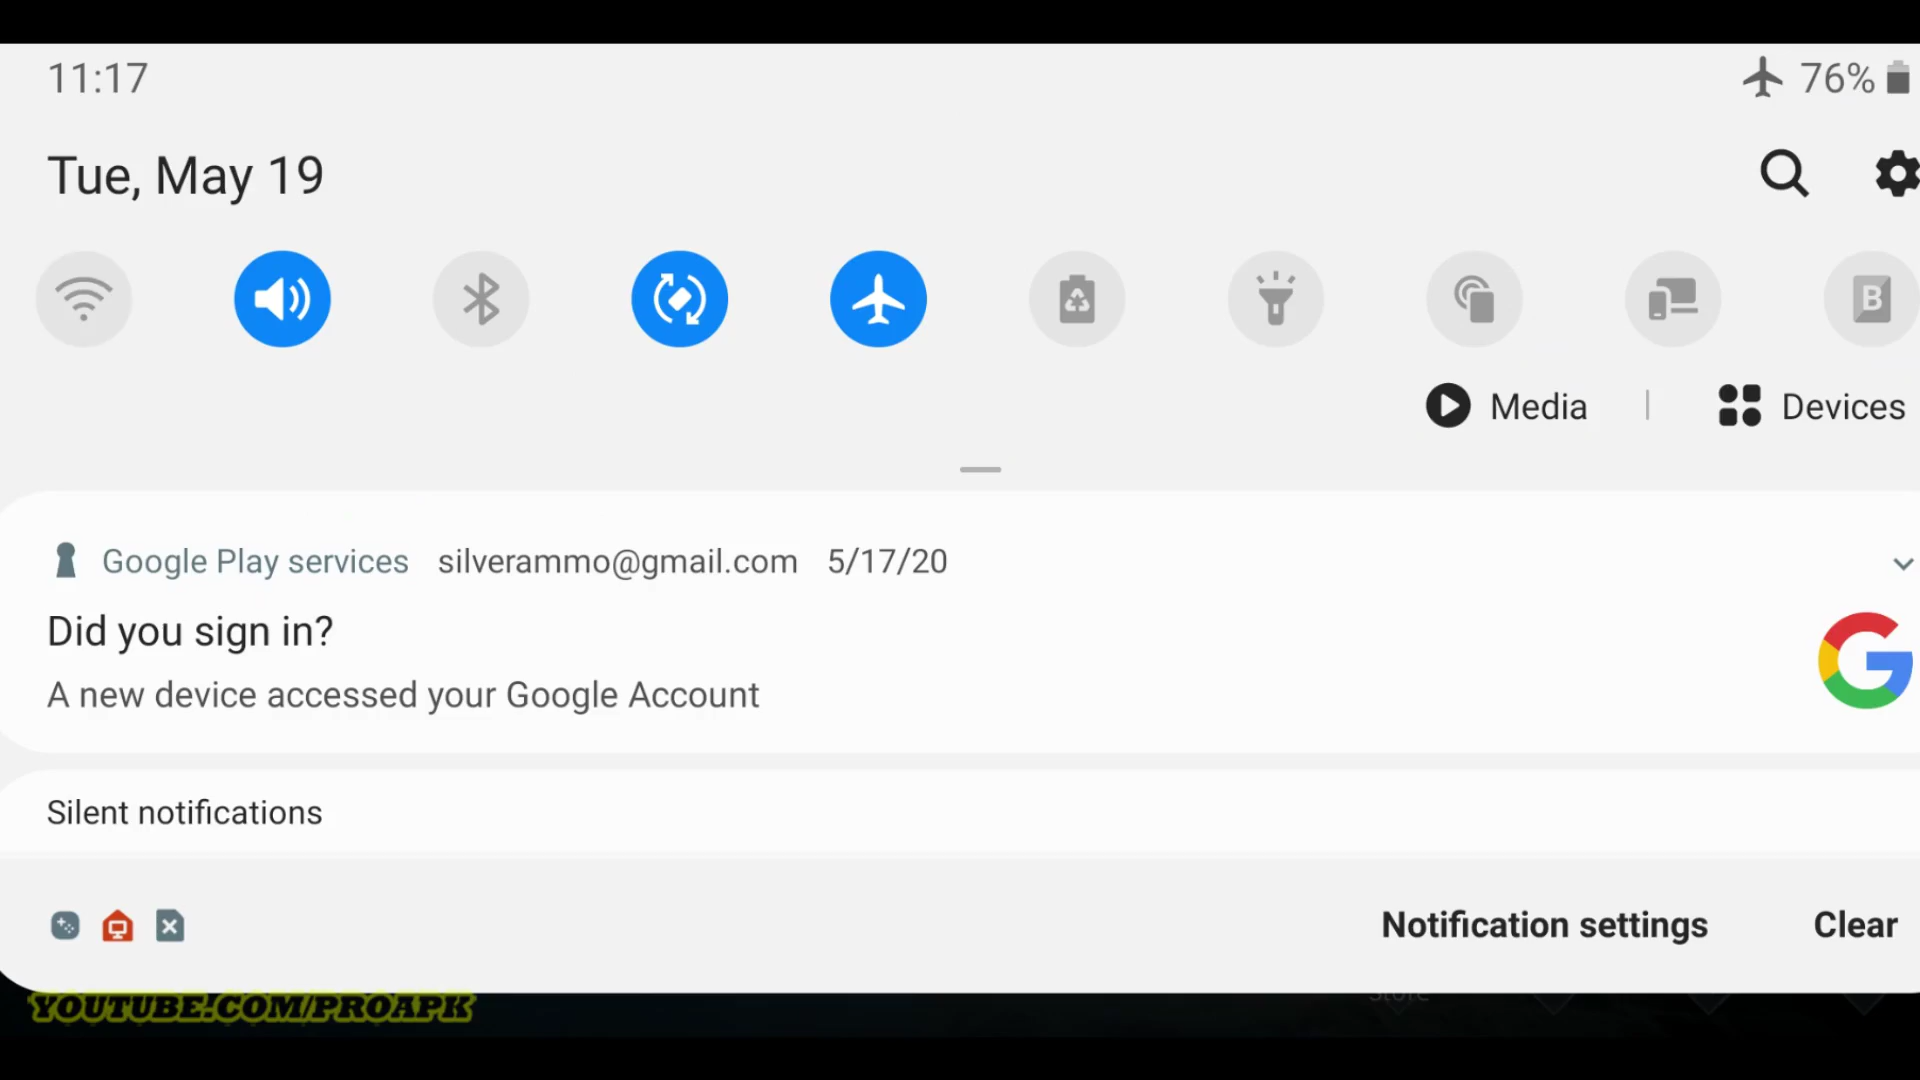 11:17 76%
Tue, May 19
B
Media | Devices
Google Play services silverammo@gmail.com 5/17/20
Did you sign in?
A new device accessed your Google Account
Silent notifications
Notification settings Clear
Store
YOUTUBE.COM/PROAPK